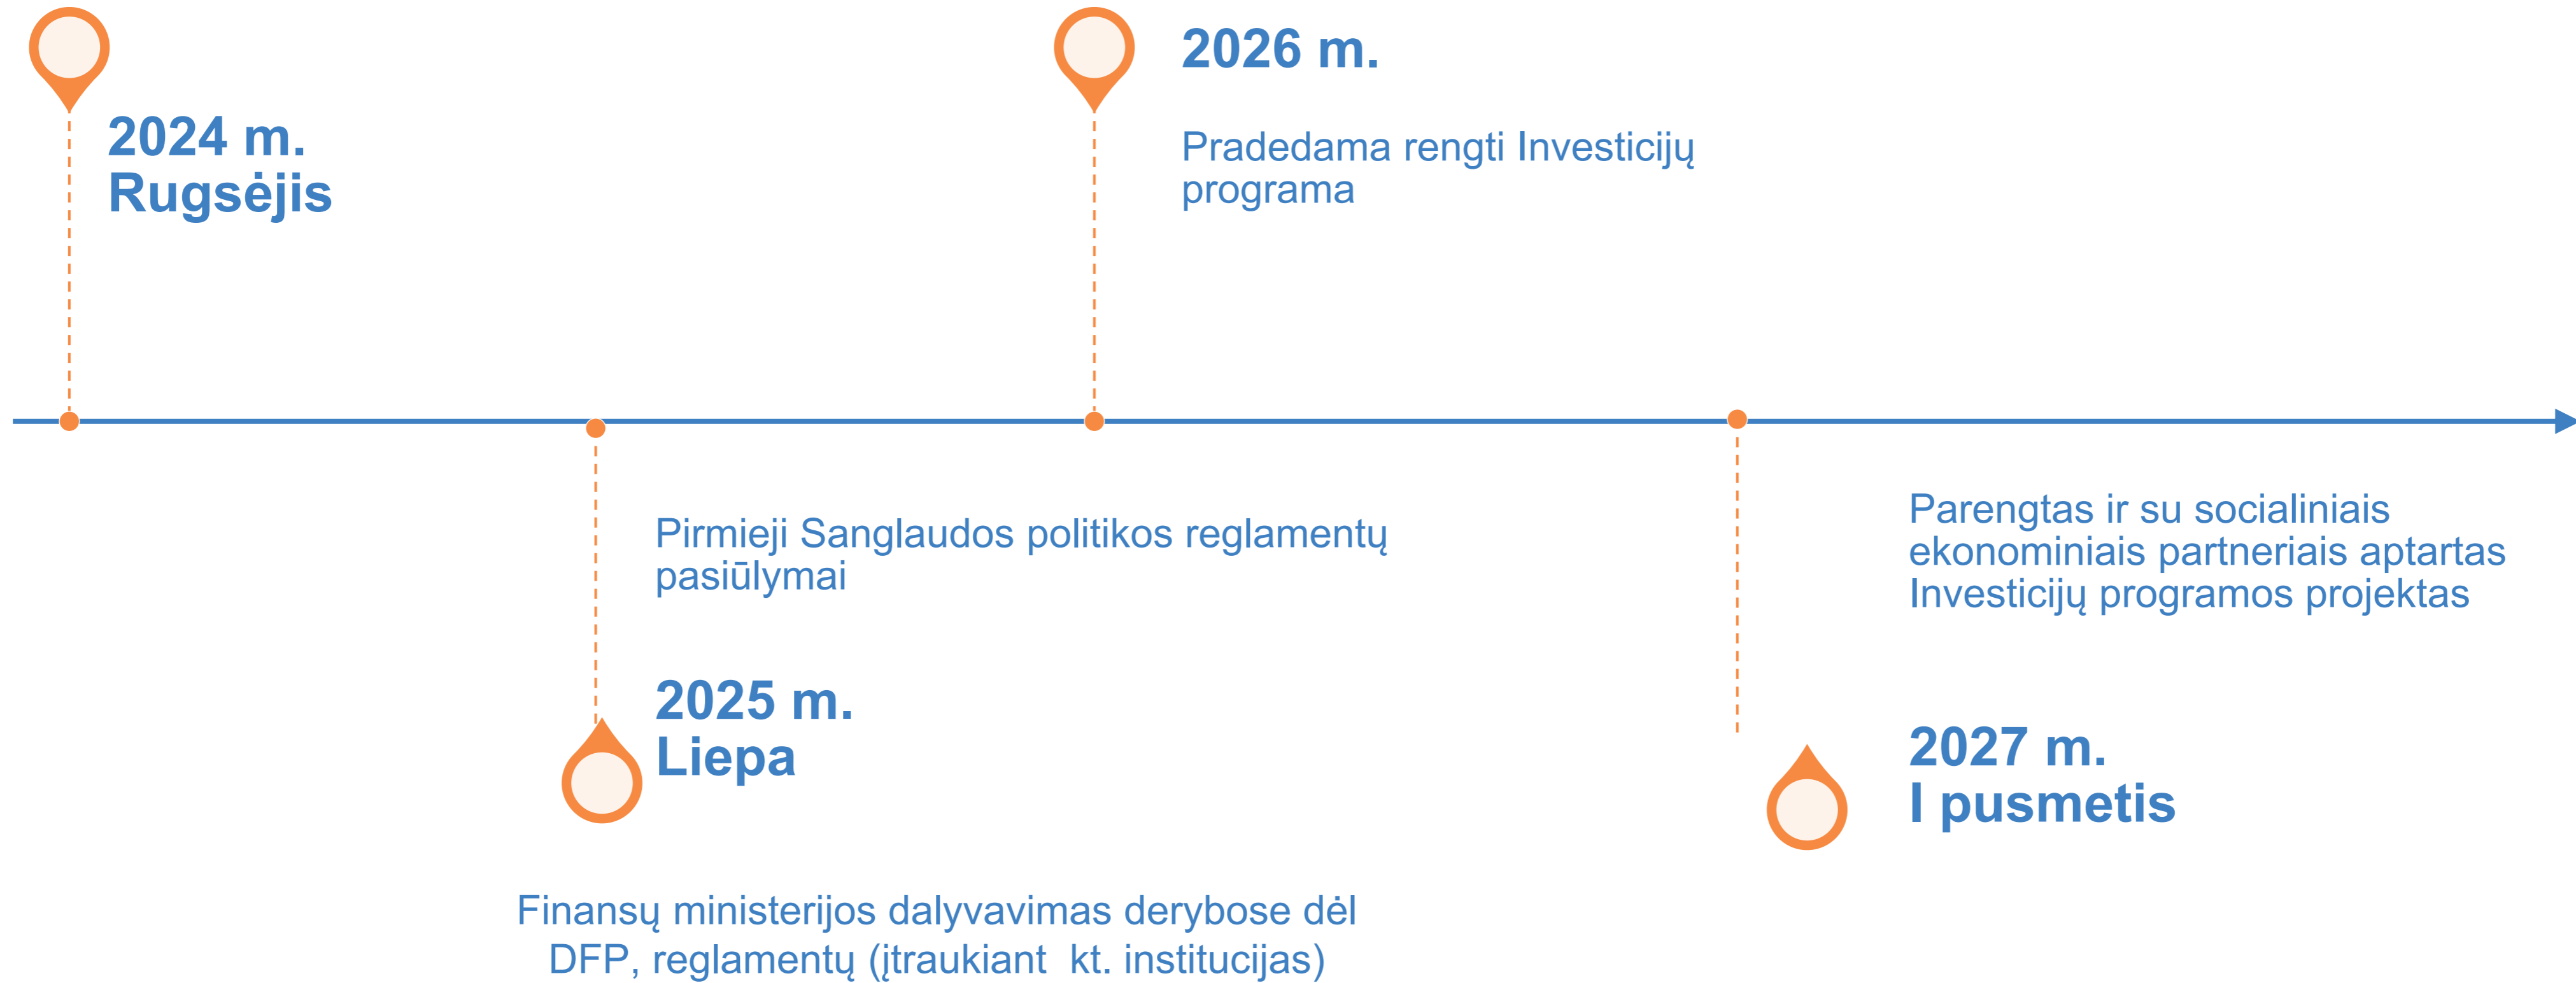 2024 m.
Rugsėjis
2026 m.
Pradedama rengti Investicijų
programa
Pirmieji Sanglaudos politikos reglamentų
pasiūlymai
2025 m.
Liepa
Finansų ministerijos dalyvavimas derybose dėl
DFP, reglamentų (įtraukiant kt. institucijas)
Parengtas ir su socialiniais
ekonominiais partneriais aptartas
Investicijų programos projektas
2027 m.
I pusmetis